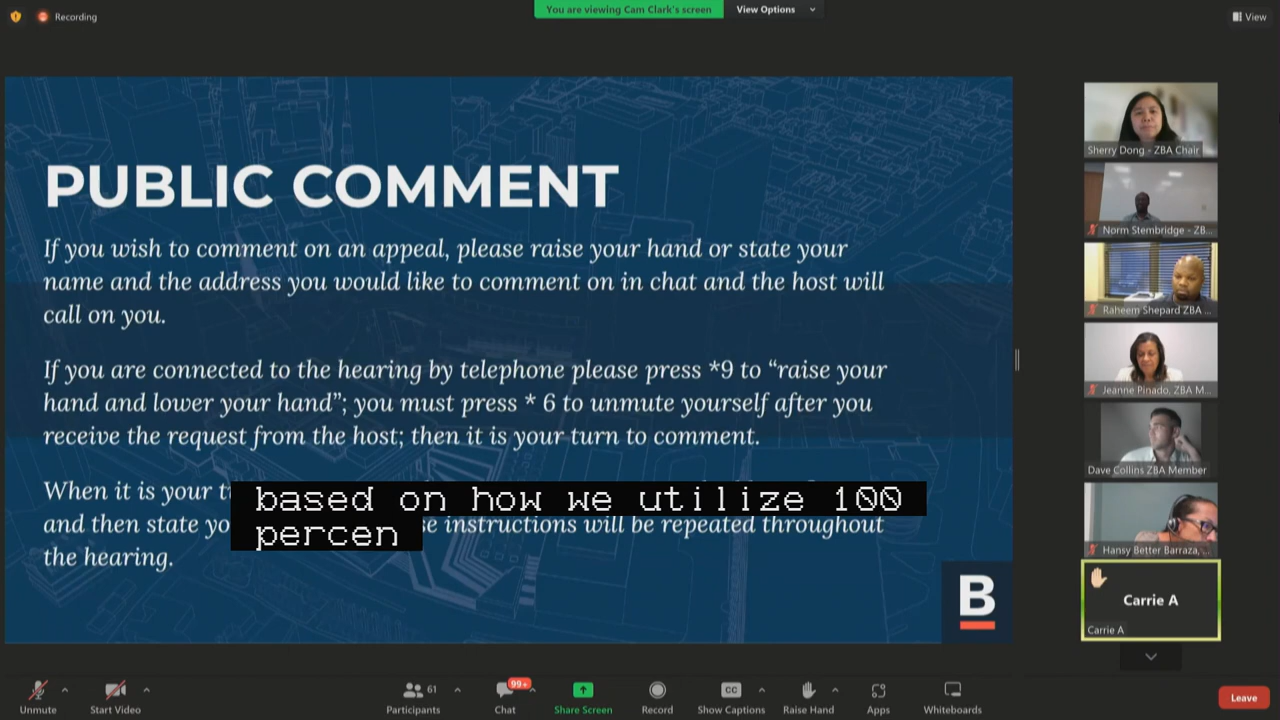 Recording
You are viewing Cam Clark's screen
View Options
View
PUBLIC COMMENT
If you wish to comment on an appeal, please raise your hand or state your
name and the address you would like to comment on in chat and the host will
call on you.
If you are connected to the hearing by telephone please press *9 to “raise your
hand and lower your hand”; you must press * 6 to unmute yourself after you
receive the request from the host; then it is your turn to comment.
When it is your
and then state instructions will be repeated throughout
the hearing.
based on how we utilize 100
percen
B
Sherry Dong - ZBA Chair
Norm Stembridge - ZB...
Raheem Shepard ZBA ...
Jeanne Pinado, ZBA M...
Dave Collins ZBA Member
Hansy Better Barraza, ...
Carrie A
Carrie A
Unmute
Start Video
61
Participants
99+
Chat
Share Screen
Record
CC
Show Captions
Raise Hand
Apps
Whiteboards
Leave